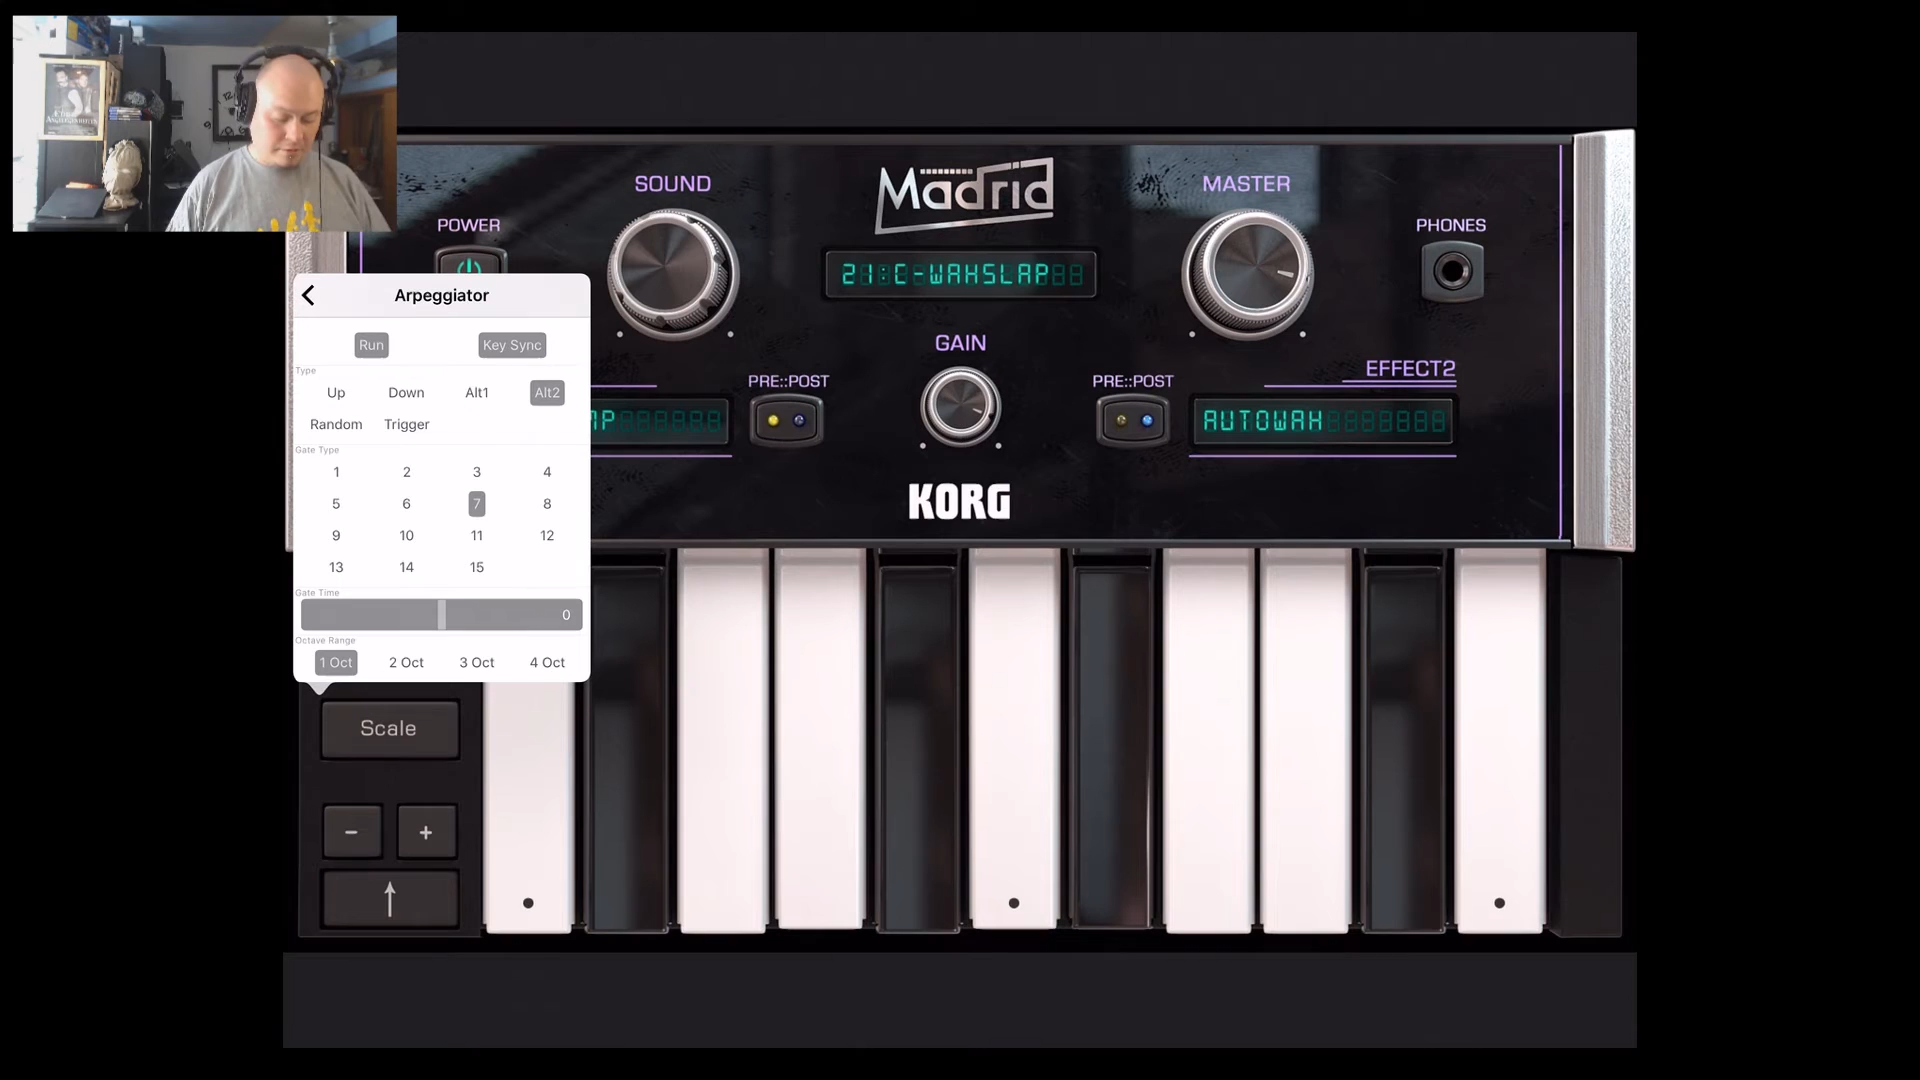 SOUND
Madrid
MASTER
POWER
PHONES
21:C-WAHSLAP
GAIN
EFFECT2
PRE::POST
PRE::POST
AUTOWAH
KORG
Arpeggiator
Run
Key Sync
Type
Up
Down
Alt1
Alt2
Random
Trigger
Gate Type
1
2
3
4
5
6
7
8
9
10
11
12
13
14
15
Gate Time
0
Octave Range
1 Oct
2 Oct
3 Oct
4 Oct
Scale
-
+